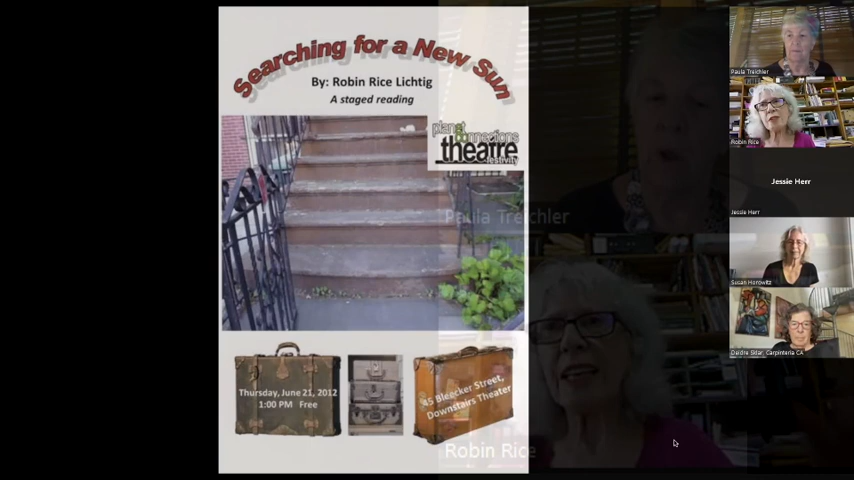 Searching for a New Sun
By: Robin Rice Lichtig
A staged reading
planet
connections
theatre
festivity
Thursday, June 21, 2012
1:00 PM Free
45 Bleecker Street,
Downstairs Theater
Paula Treichler
Robin Rice
Paula Treichler
Robin Rice
Jessie Herr
Jessie Herr
Susan Horowitz
Carpinteria CA